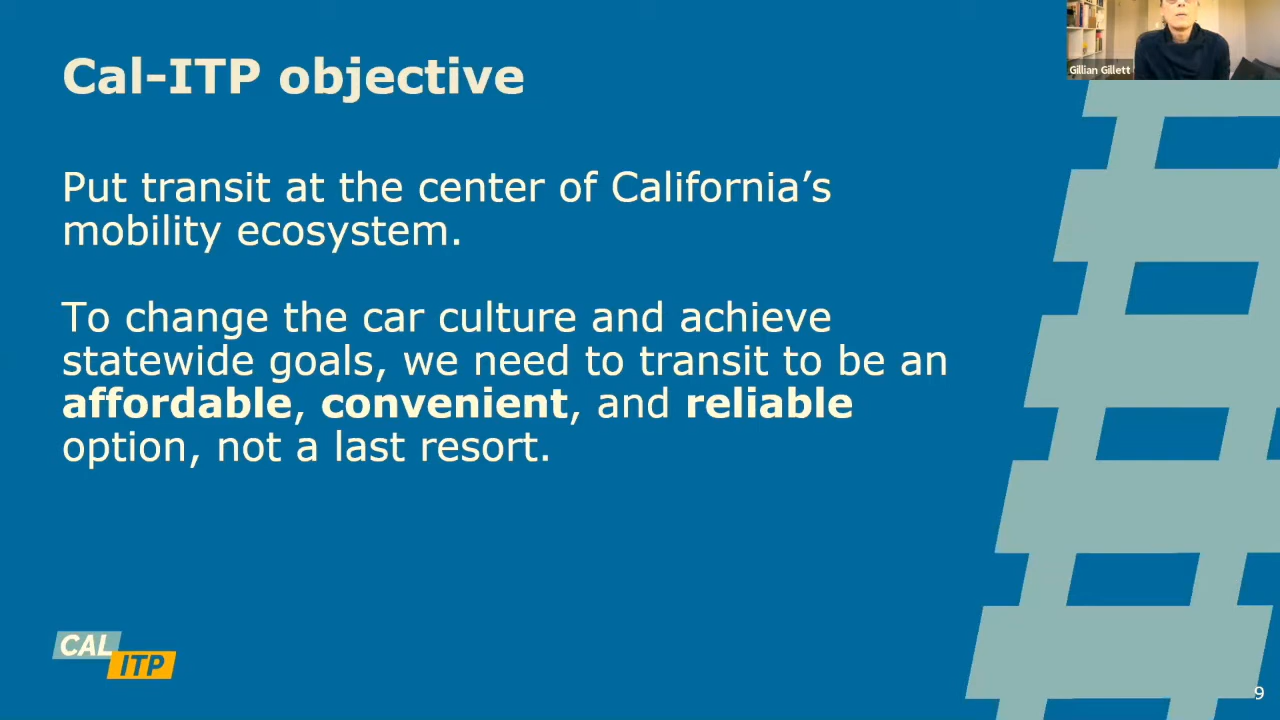 Cal-ITP objective
Gillian Gillett
Put transit at the center of California’s
mobility ecosystem.
To change the car culture and achieve
statewide goals, we need to transit to be an
affordable, convenient, and reliable
option, not a last resort.
CAL
ITP
9